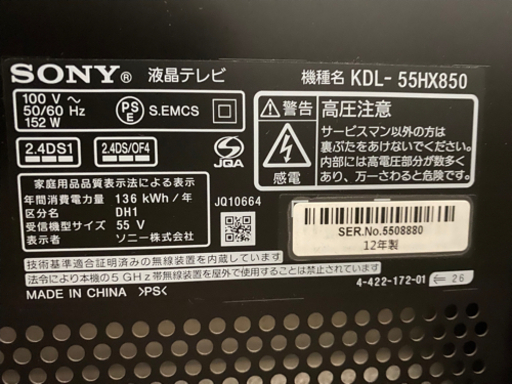 SONY® 液晶テレビ
機種名 KDL-55HX850
100 V～
50/60 Hz
152 W
PS
E
S.EMCS
2.4DS1
2.4DS/OF4
JQA
警告 高圧注意
サービスマン以外の方は
裏ぶたをあけないでください。
内部には高電圧部分が数多く
あり、万一さわると危険です。
感電
家庭用品品質表示法による表示
年間消費電力量 136 kWh/年
区分名 DH1
受信機型サイズ 55 V
ソニー株式会社
JQ10664
SER.No.5508880
12年製
技術基準適合証明済みの無線装置を内蔵しています
法令により本機の5GHz帯無線装置を屋外で使用することは禁止されています
MADE IN CHINA >PS<
4-422-172-01
26